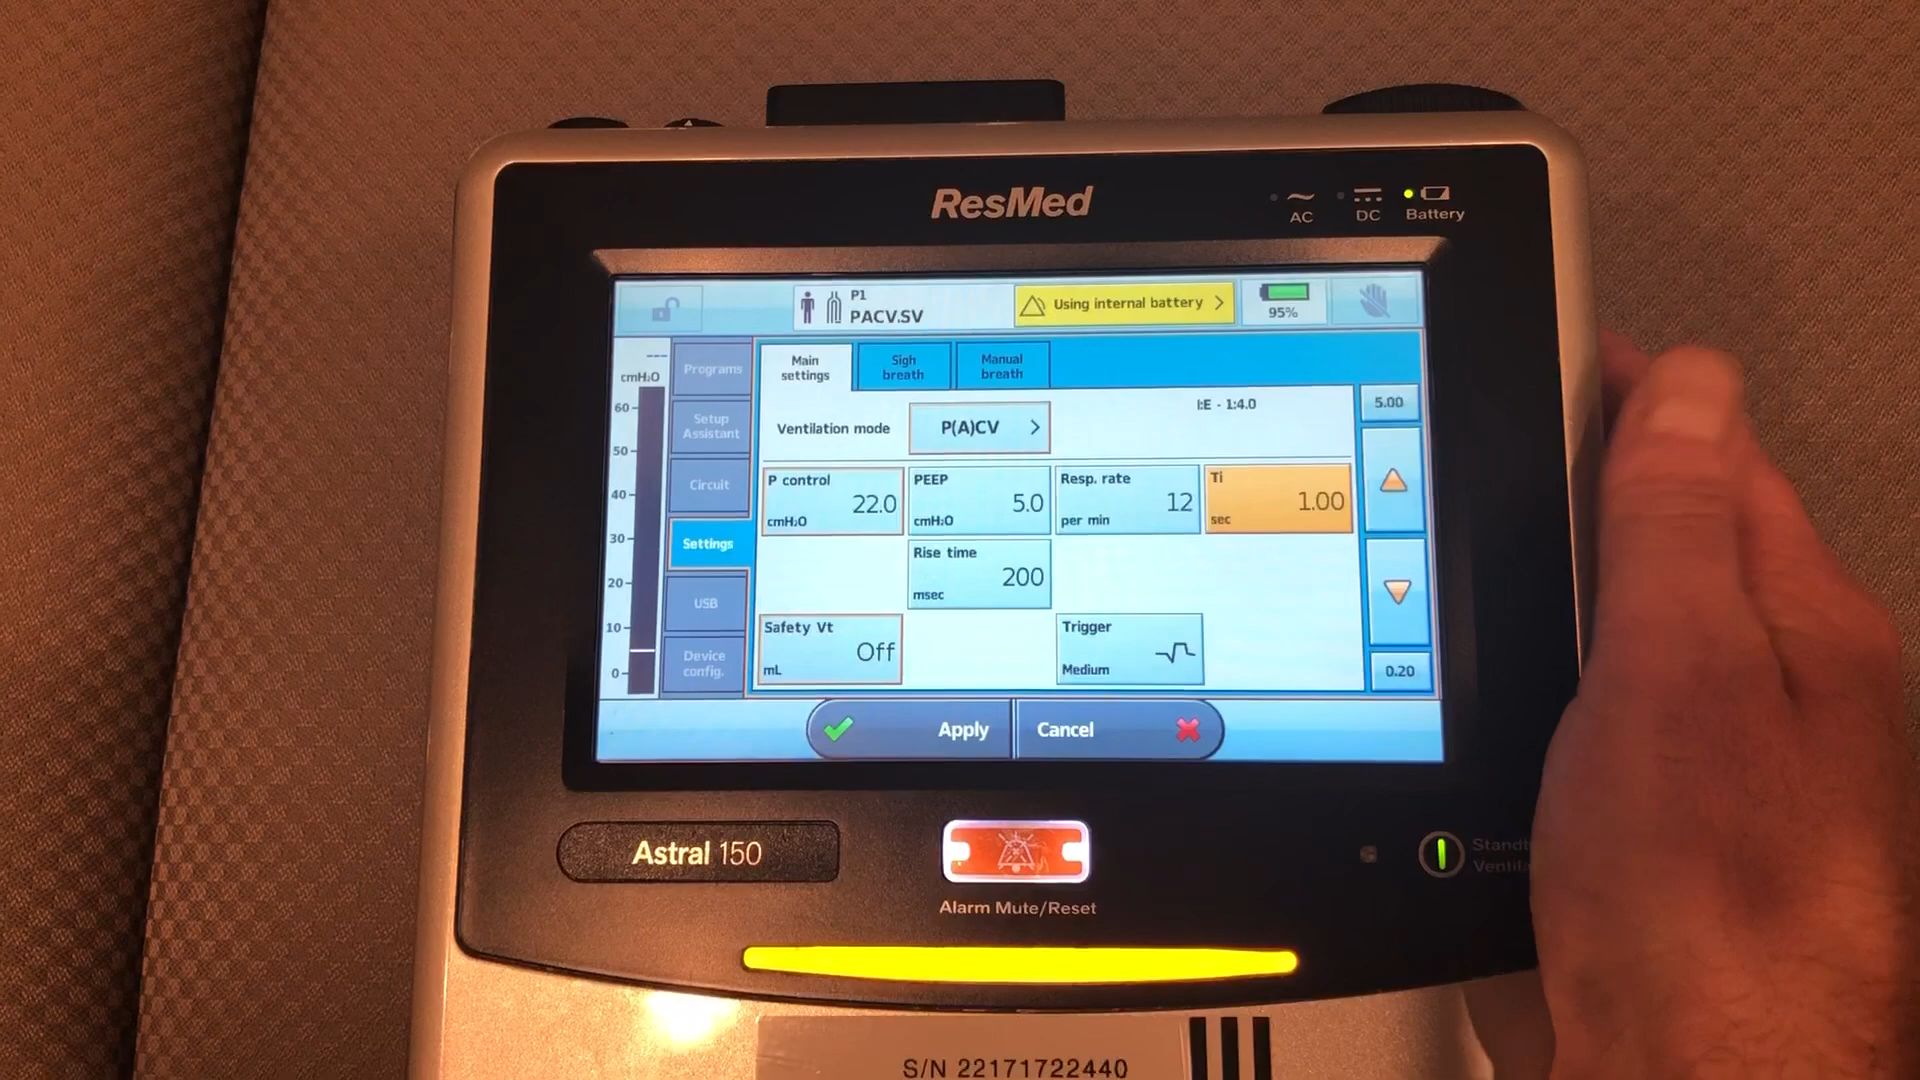 ResMed
AC
DC
Battery
P1
PACV.SV
Using internal battery
95%
---
cmH₂O
60
50
40
30
20
10
0
Programs
Setup
Assistant
Circuit
Settings
USB
Device
config.
Main
settings
Sigh
breath
Manual
breath
Ventilation mode
P(A)CV
I:E - 1:4.0
P control
22.0
cmH₂O
PEEP
5.0
cmH₂O
Resp. rate
12
per min
Ti
1.00
sec
Rise time
200
msec
Safety Vt
Off
mL
Trigger
Medium
5.00
0.20
Apply
Cancel
Astral 150
Alarm Mute/Reset
S/N 22171722440